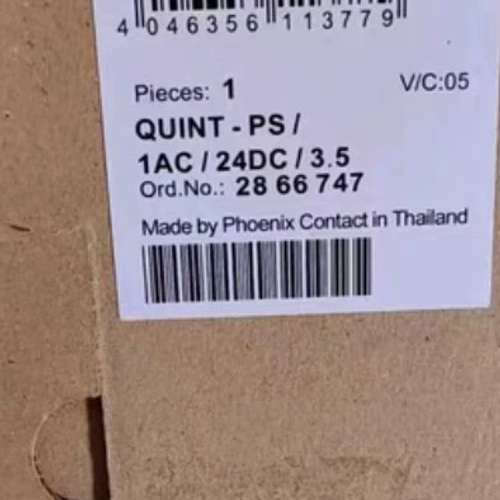 4 046356 113779
Pieces: 1 V/C:05
QUINT - PS /
1AC / 24DC / 3.5
Ord.No.: 28 66 747
Made by Phoenix Contact in Thailand